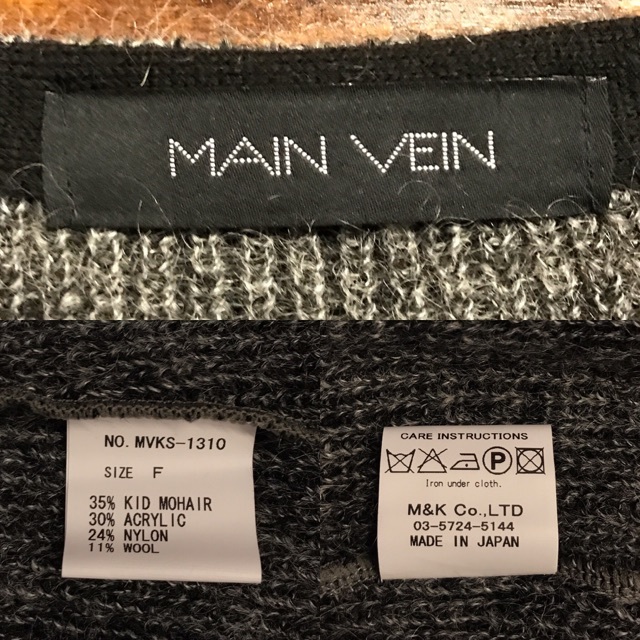 MAIN VEIN
NO. MVKS-1310
SIZE F
35% KID MOHAIR
30% ACRYLIC
24% NYLON
11% WOOL
CARE INSTRUCTIONS
P
Iron under cloth.
M&K Co.,LTD
03-5724-5144
MADE IN JAPAN